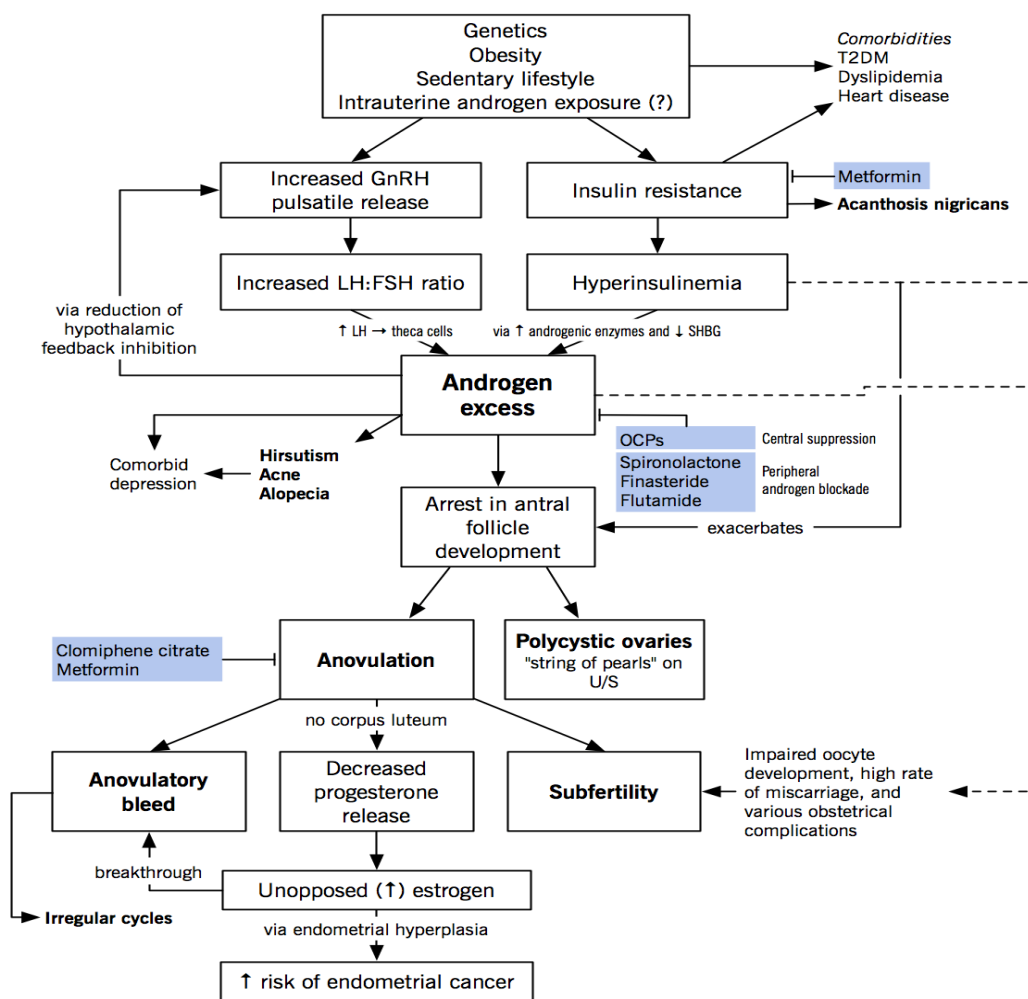 Genetics
Obesity
Sedentary lifestyle
Intrauterine androgen exposure (?)
Comorbidities
T2DM
Dyslipidemia
Heart disease
Increased GnRH
pulsatile release
Insulin resistance
Metformin
Acanthosis nigricans
Increased LH:FSH ratio
Hyperinsulinemia
via reduction of
hypothalamic
feedback inhibition
↑ LH → theca cells
via ↑ androgenic enzymes and ↓ SHBG
Androgen
excess
OCPs
Central suppression
Spironolactone
Finasteride
Flutamide
Peripheral
androgen blockade
Comorbid
depression
Hirsutism
Acne
Alopecia
Arrest in antral
follicle
development
exacerbates
Clomiphene citrate
Metformin
Anovulation
Polycystic ovaries
"string of pearls" on
U/S
no corpus luteum
Anovulatory
bleed
Decreased
progesterone
release
Subfertility
Impaired oocyte
development, high rate
of miscarriage, and
various obstetrical
complications
breakthrough
Unopposed (↑) estrogen
Irregular cycles
via endometrial hyperplasia
↑ risk of endometrial cancer